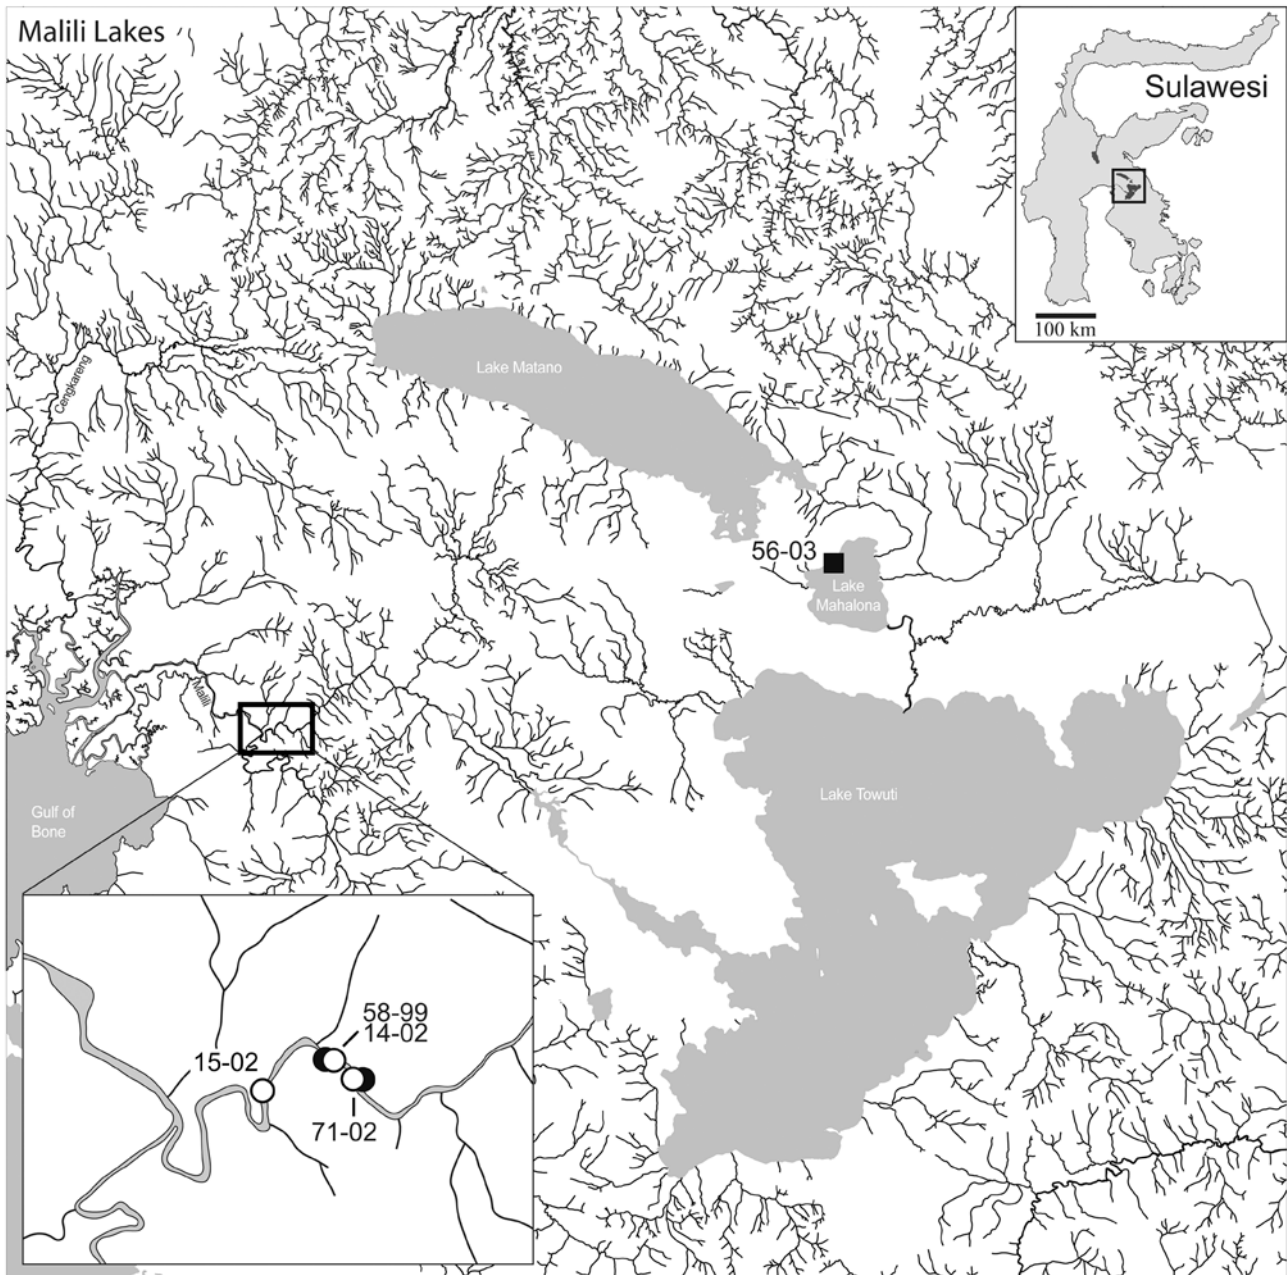 Malili Lakes
Sulawesi
100 km
Cengkareng
Lake Matano
56-03
Lake
Mahalona
Malili
Lake Towuti
Gulf of
Bone
58-99
14-02
15-02
71-02